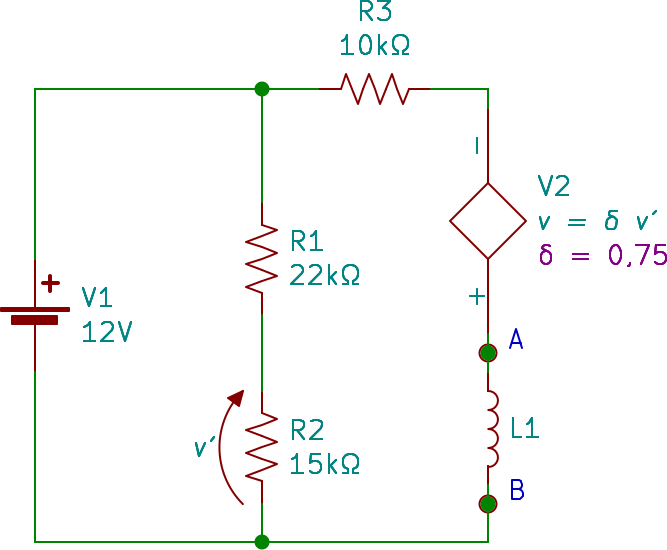 R3
10kΩ
V2
v = δ v′
δ = 0,75
R1
22kΩ
+
V1
12V
+
A
R2
15kΩ
v′
L1
B